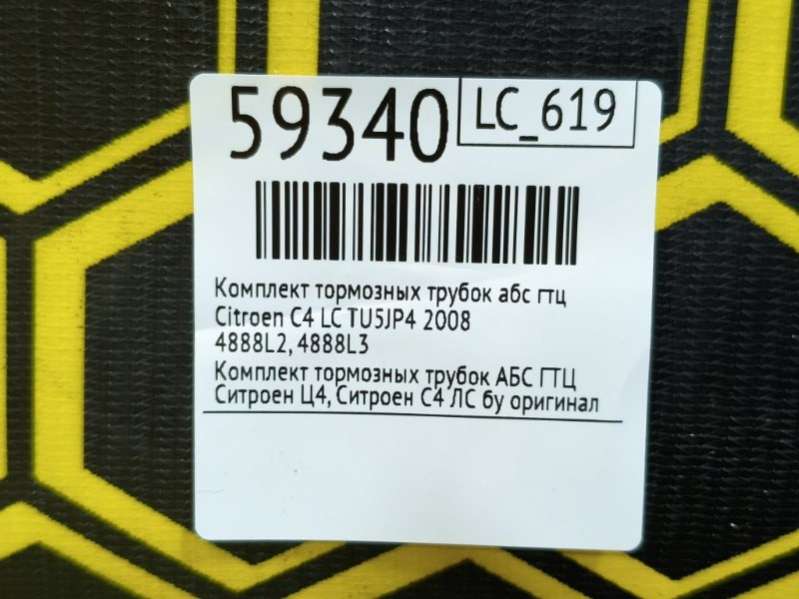 59340
LC_619
Комплект тормозных трубок абс гтц
Citroen C4 LC TU5JP4 2008
4888L2, 4888L3
Комплект тормозных трубок АБС ГТЦ
Ситроен Ц4, Ситроен С4 ЛС бу оригинал